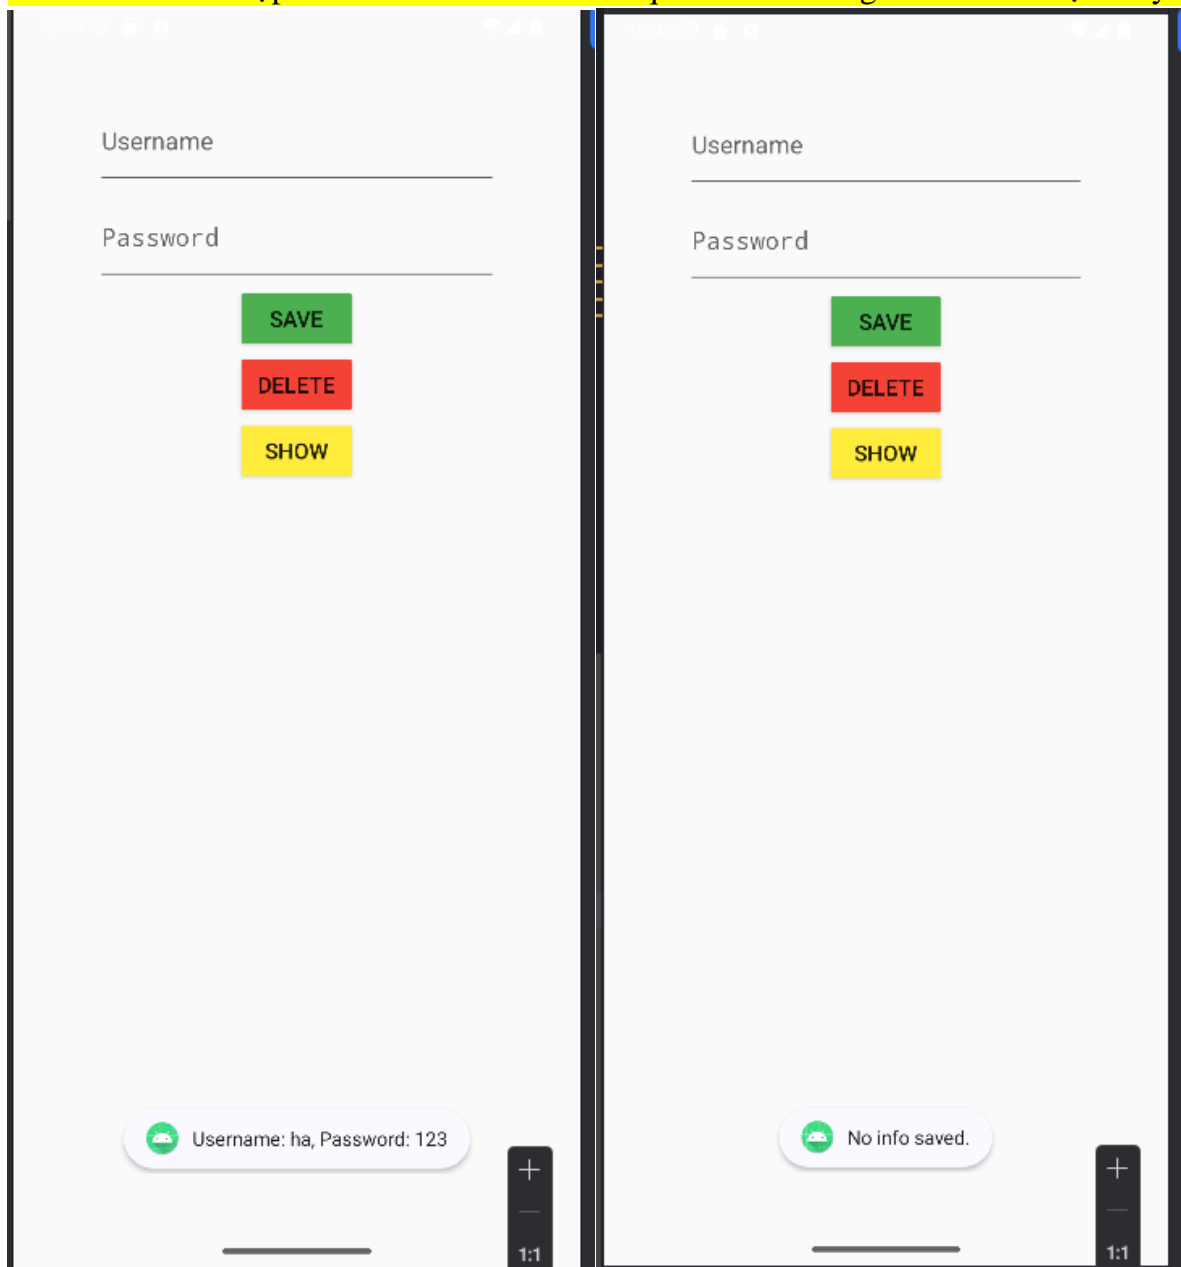 Username
Password
SAVE
DELETE
SHOW
Username: ha, Password: 123
1:1
Username
Password
SAVE
DELETE
SHOW
No info saved.
1:1